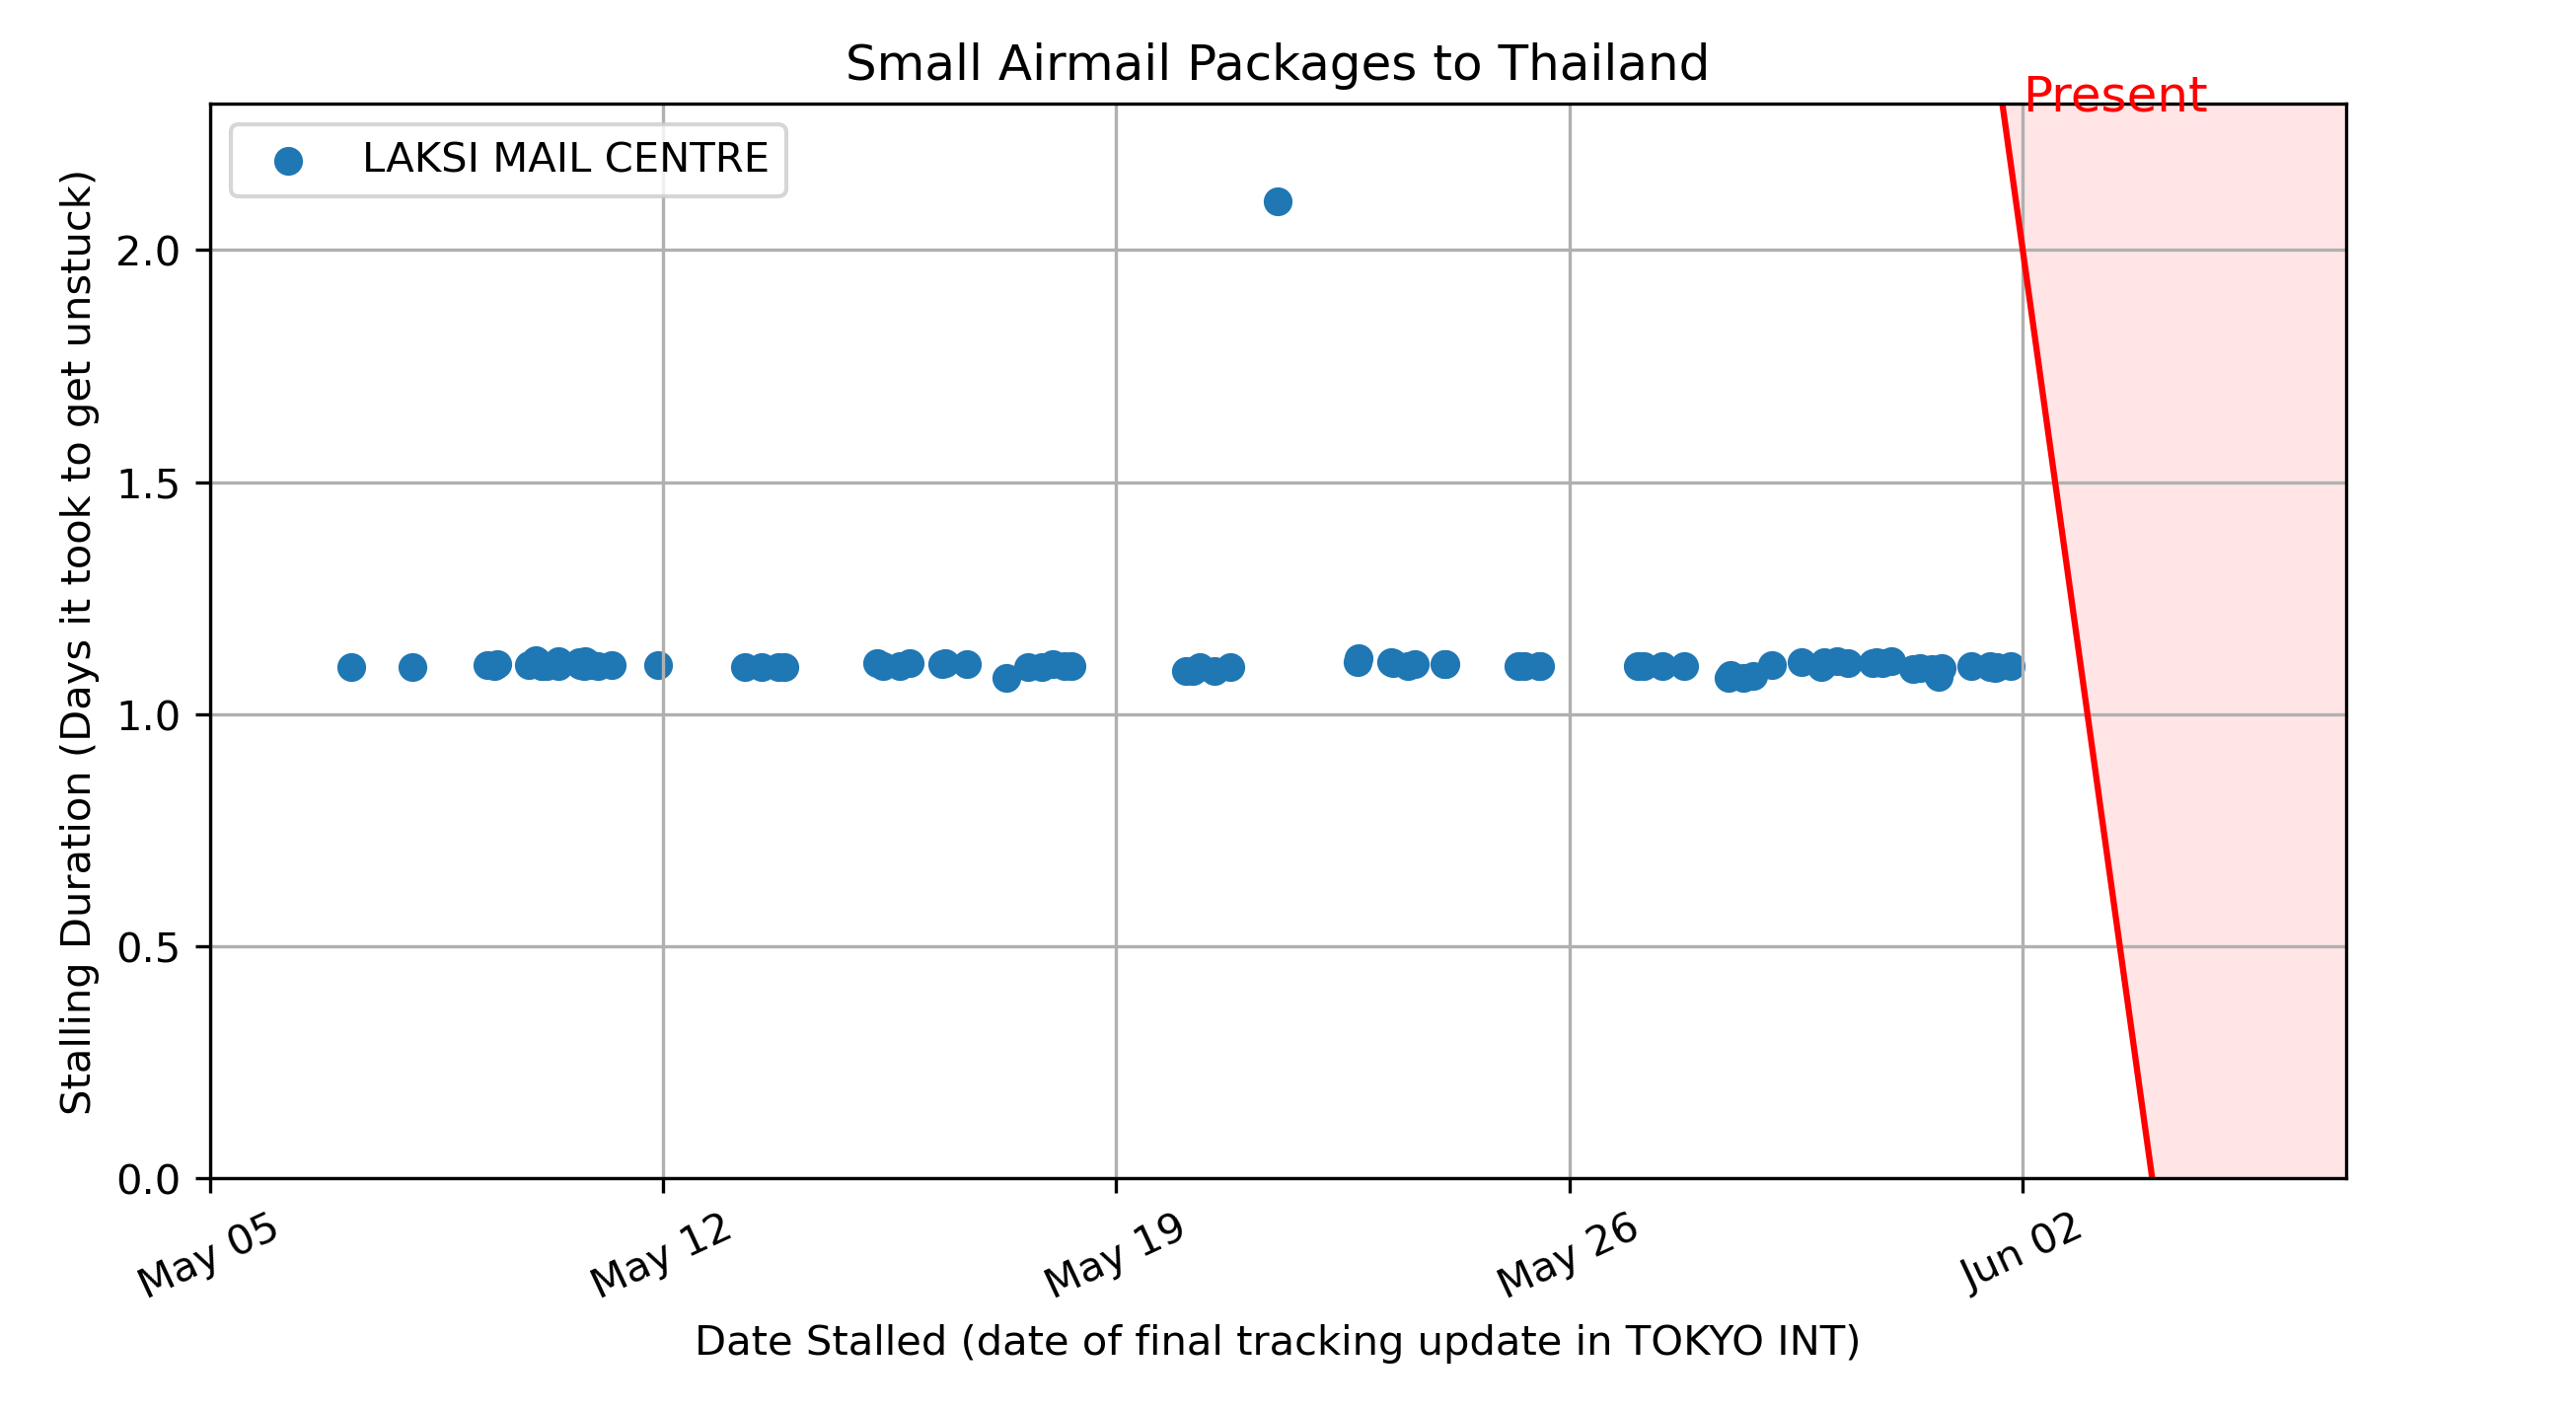 Small Airmail Packages to Thailand
Present
LAKSI MAIL CENTRE
Stalling Duration (Days it took to get unstuck)
2.0
1.5
1.0
0.5
0.0
May 05
May 12
May 19
May 26
Jun 02
Date Stalled (date of final tracking update in TOKYO INT)